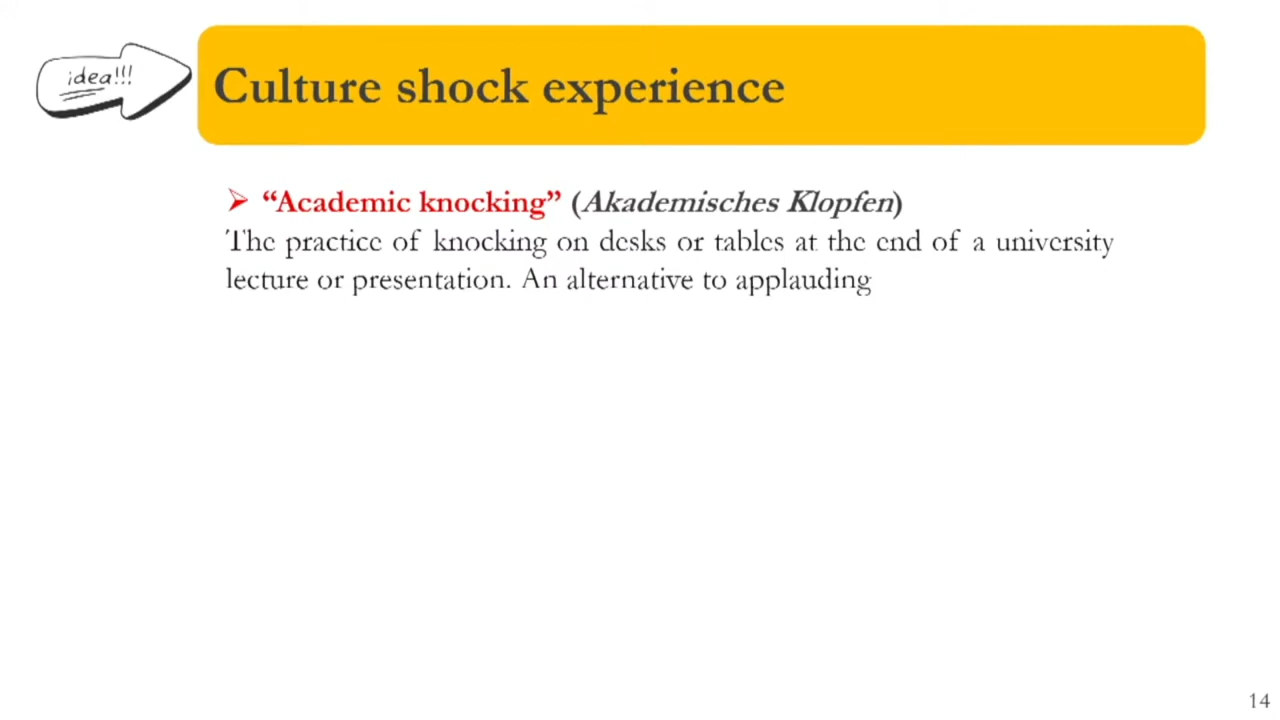 idea!!!
Culture shock experience
➢ “Academic knocking” (Akademisches Klopfen)
The practice of knocking on desks or tables at the end of a university
lecture or presentation. An alternative to applauding
14